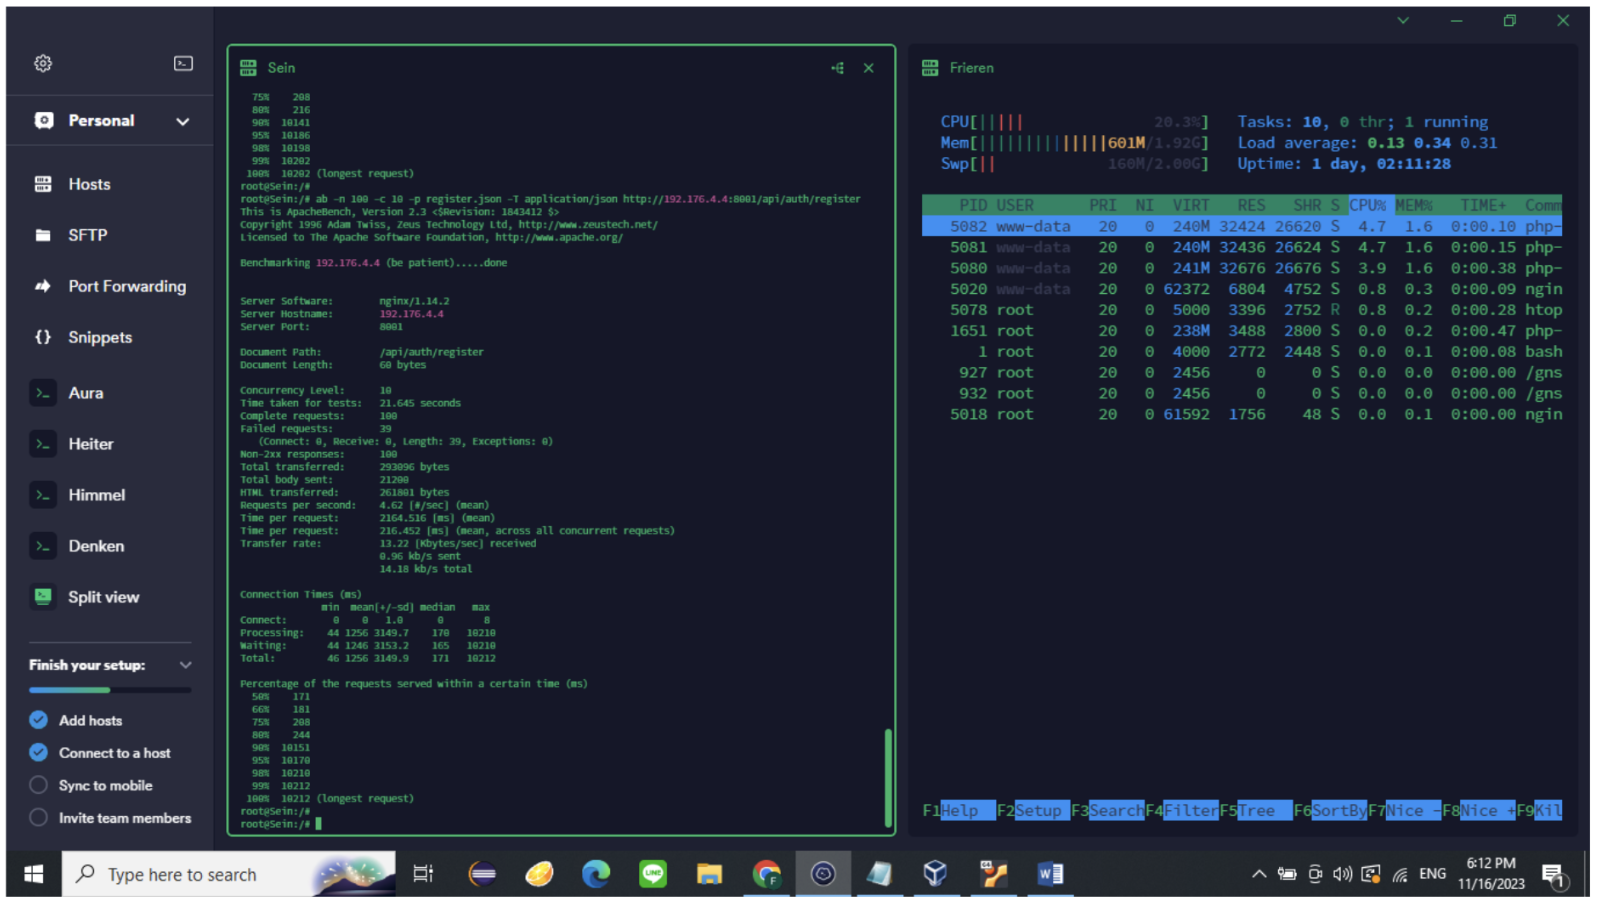 Personal
Hosts
SFTP
Port Forwarding
Snippets
Aura
Heiter
Himmel
Denken
Split view
Finish your setup:
Add hosts
Connect to a host
Sync to mobile
Invite team members
Sein
75% 208
80% 216
90% 10141
95% 10186
98% 10198
99% 10202
100% 10202 (longest request)
root@Sein:/#
root@Sein:/# ab -n 100 -c 10 -p register.json -T application/json http://192.176.4.4:8001/api/auth/register
This is ApacheBench, Version 2.3 <$Revision: 1843412 $>
Copyright 1996 Adam Twiss, Zeus Technology Ltd, http://www.zeustech.net/
Licensed to The Apache Software Foundation, http://www.apache.org/
Benchmarking 192.176.4.4 (be patient).....done
Server Software: nginx/1.14.2
Server Hostname: 192.176.4.4
Server Port: 8001
Document Path: /api/auth/register
Document Length: 60 bytes
Concurrency Level: 10
Time taken for tests: 21.645 seconds
Complete requests: 100
Failed requests: 39
(Connect: 0, Receive: 0, Length: 39, Exceptions: 0)
Non-2xx responses: 100
Total transferred: 293096 bytes
Total body sent: 21200
HTML transferred: 261801 bytes
Requests per second: 4.62 [#/sec] (mean)
Time per request: 2164.516 [ms] (mean)
Time per request: 216.452 [ms] (mean, across all concurrent requests)
Transfer rate: 13.22 [Kbytes/sec] received
0.96 kb/s sent
14.18 kb/s total
Connection Times (ms)
min mean[+/-sd] median max
Connect: 0 0 1.0 0 8
Processing: 44 1256 3149.7 170 10210
Waiting: 44 1246 3153.2 165 10210
Total: 46 1256 3149.9 171 10212
Percentage of the requests served within a certain time (ms)
50% 171
66% 181
75% 208
80% 244
90% 10151
95% 10170
98% 10210
99% 10212
100% 10212 (longest request)
root@Sein:/#
root@Sein:/#
Frieren
CPU[||||| 20.3%] Tasks: 10, 0 thr; 1 running
Mem[|||||||||||||||601M/1.92G] Load average: 0.13 0.34 0.31
Swp[|| 160M/2.00G] Uptime: 1 day, 02:11:28
PID USER PRI NI VIRT RES SHR S CPU% MEM% TIME+ Comm
5082 www-data 20 0 240M 32424 26620 S 4.7 1.6 0:00.10 php-
5081 www-data 20 0 240M 32436 26624 S 4.7 1.6 0:00.15 php-
5080 www-data 20 0 241M 32676 26676 S 3.9 1.6 0:00.38 php-
5020 www-data 20 0 62372 6804 4752 S 0.8 0.3 0:00.09 ngin
5078 root 20 0 5000 3396 2752 R 0.8 0.2 0:00.28 htop
1651 root 20 0 238M 3488 2800 S 0.0 0.2 0:00.47 php-
1 root 20 0 4000 2772 2448 S 0.0 0.1 0:00.08 bash
927 root 20 0 2456 0 0 S 0.0 0.0 0:00.00 /gns
932 root 20 0 2456 0 0 S 0.0 0.0 0:00.00 /gns
5018 root 20 0 61592 1756 48 S 0.0 0.1 0:00.00 ngin
F1Help F2Setup F3SearchF4FilterF5Tree F6SortByF7Nice -F8Nice +F9Kil
Type here to search
LINE
F
W
ENG
6:12 PM
11/16/2023
1